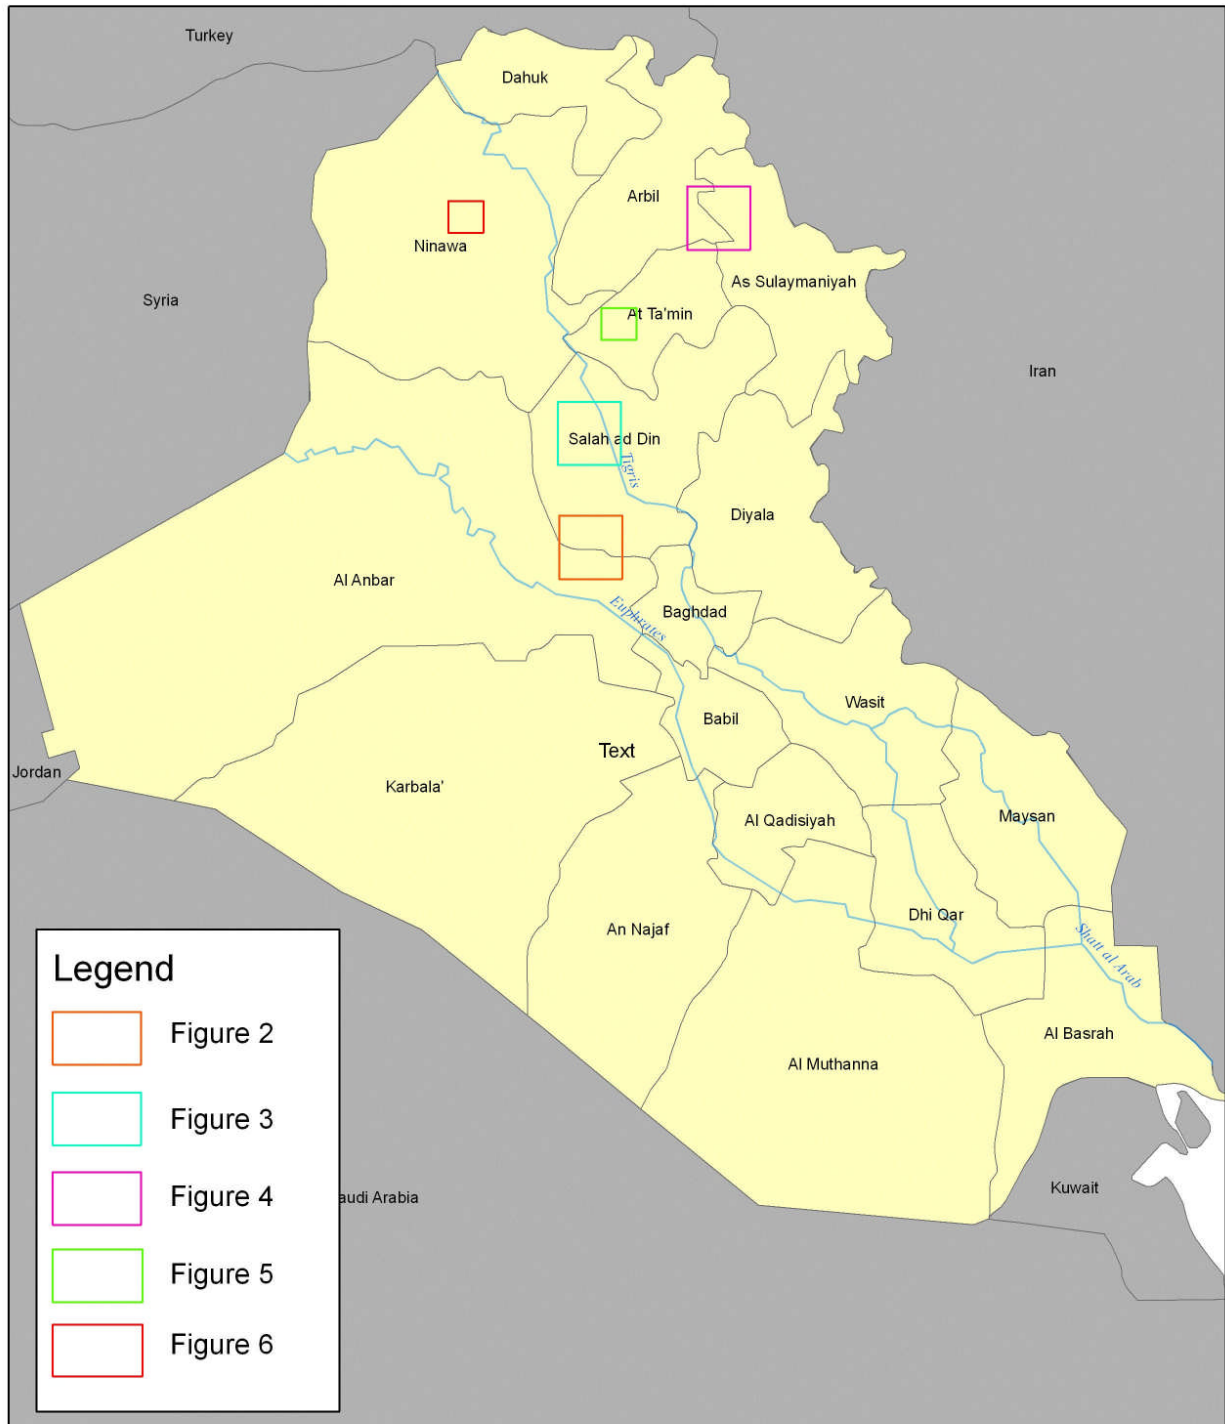 Turkey
Dahuk
Arbil
Ninawa
As Sulaymaniyah
Syria
At Ta'min
Iran
Salah ad Din
Tigris
Diyala
Al Anbar
Euphrates
Baghdad
Wasit
Babil
Text
Jordan
Karbala'
Maysan
Al Qadisiyah
Dhi Qar
An Najaf
Shatt al Arab
Al Basrah
Al Muthanna
Kuwait
audi Arabia
Legend
Figure 2
Figure 3
Figure 4
Figure 5
Figure 6